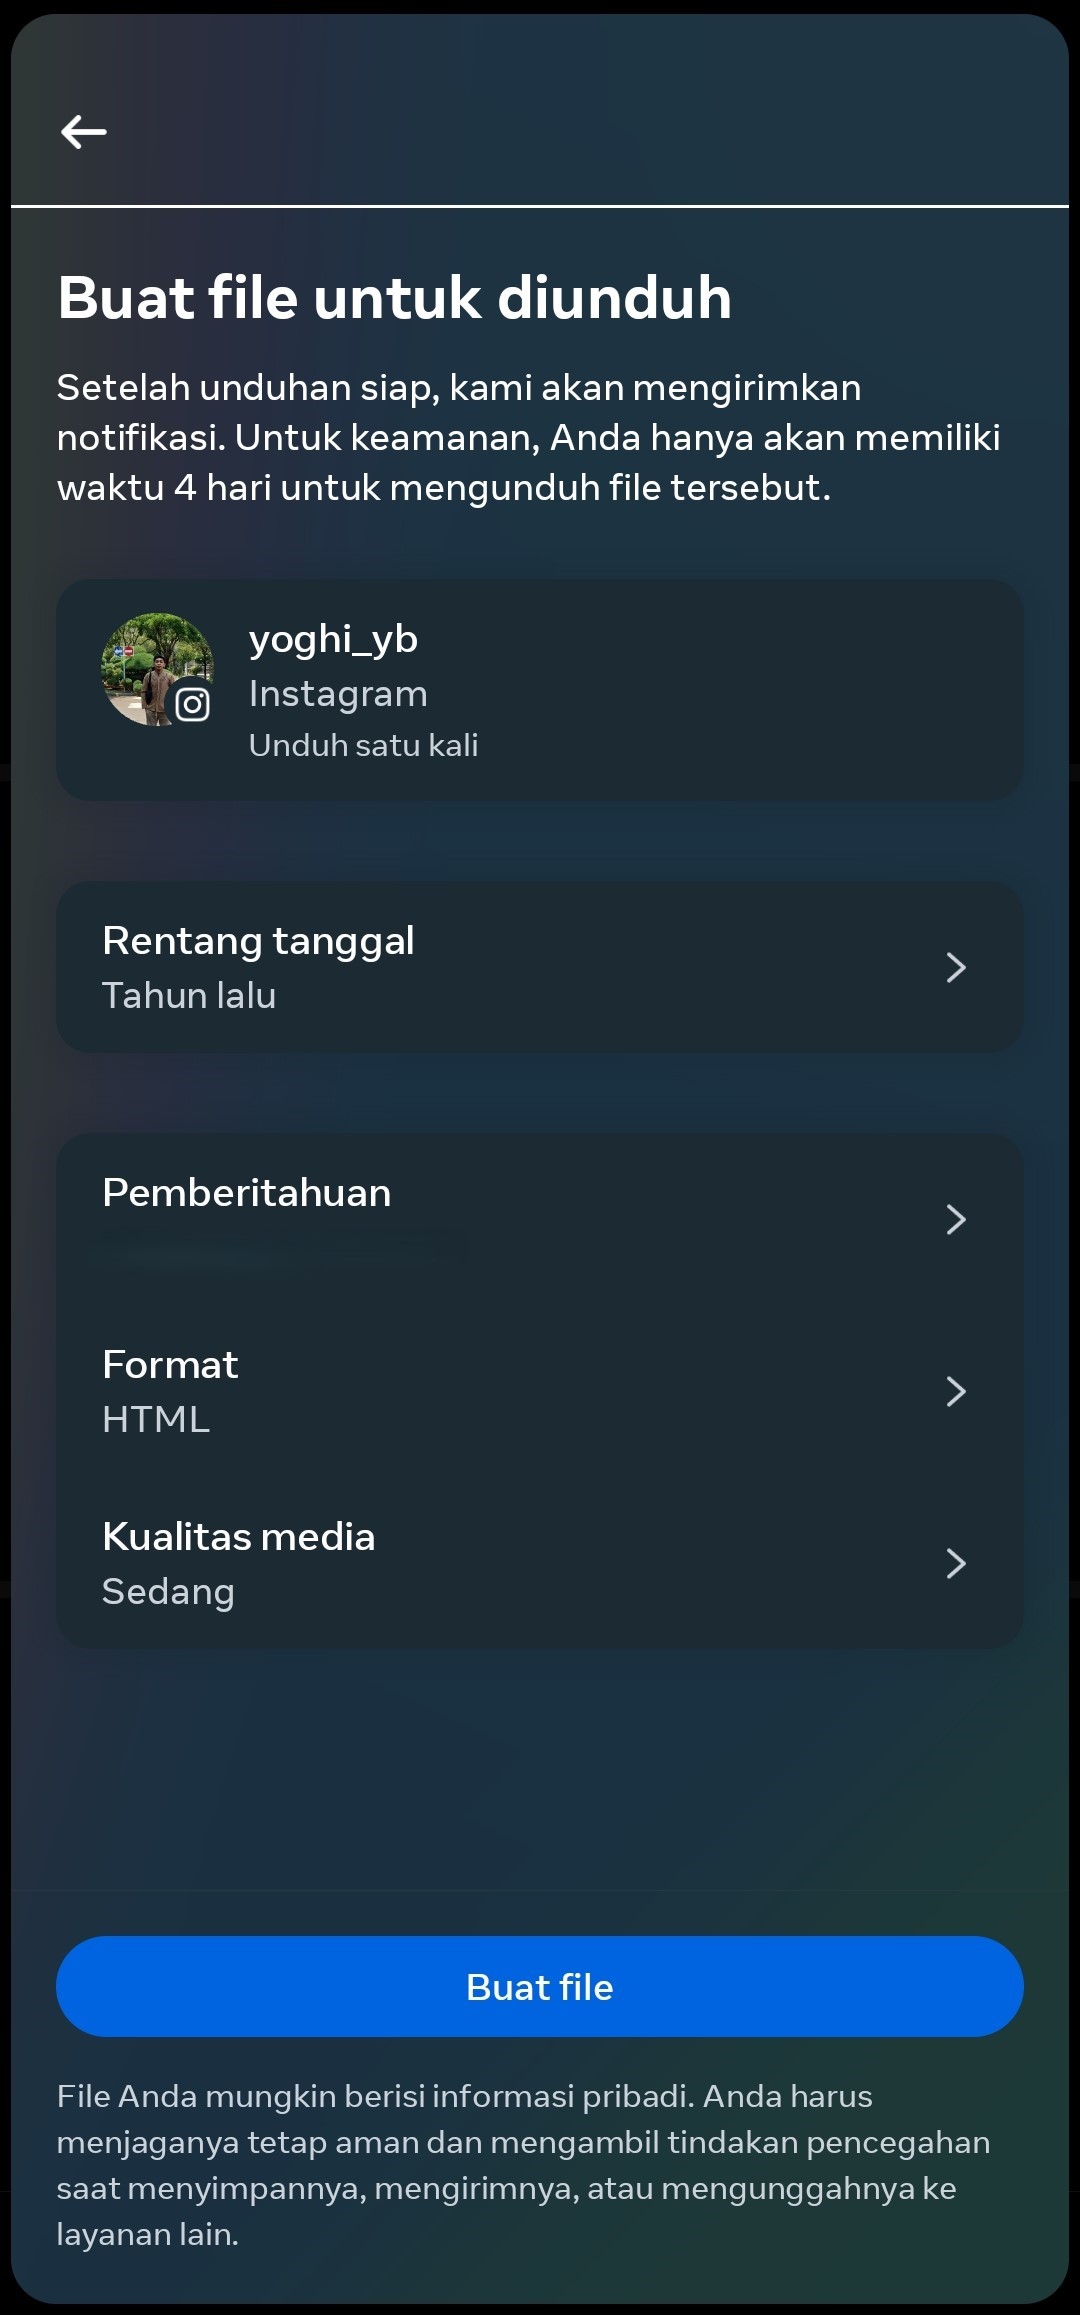 Buat file untuk diunduh
Setelah unduhan siap, kami akan mengirimkan
notifikasi. Untuk keamanan, Anda hanya akan memiliki
waktu 4 hari untuk mengunduh file tersebut.
yoghi_yb
Instagram
Unduh satu kali
Rentang tanggal
Tahun lalu
Pemberitahuan
Format
HTML
Kualitas media
Sedang
Buat file
File Anda mungkin berisi informasi pribadi. Anda harus
menjaganya tetap aman dan mengambil tindakan pencegahan
saat menyimpannya, mengirimnya, atau mengunggahnya ke
layanan lain.